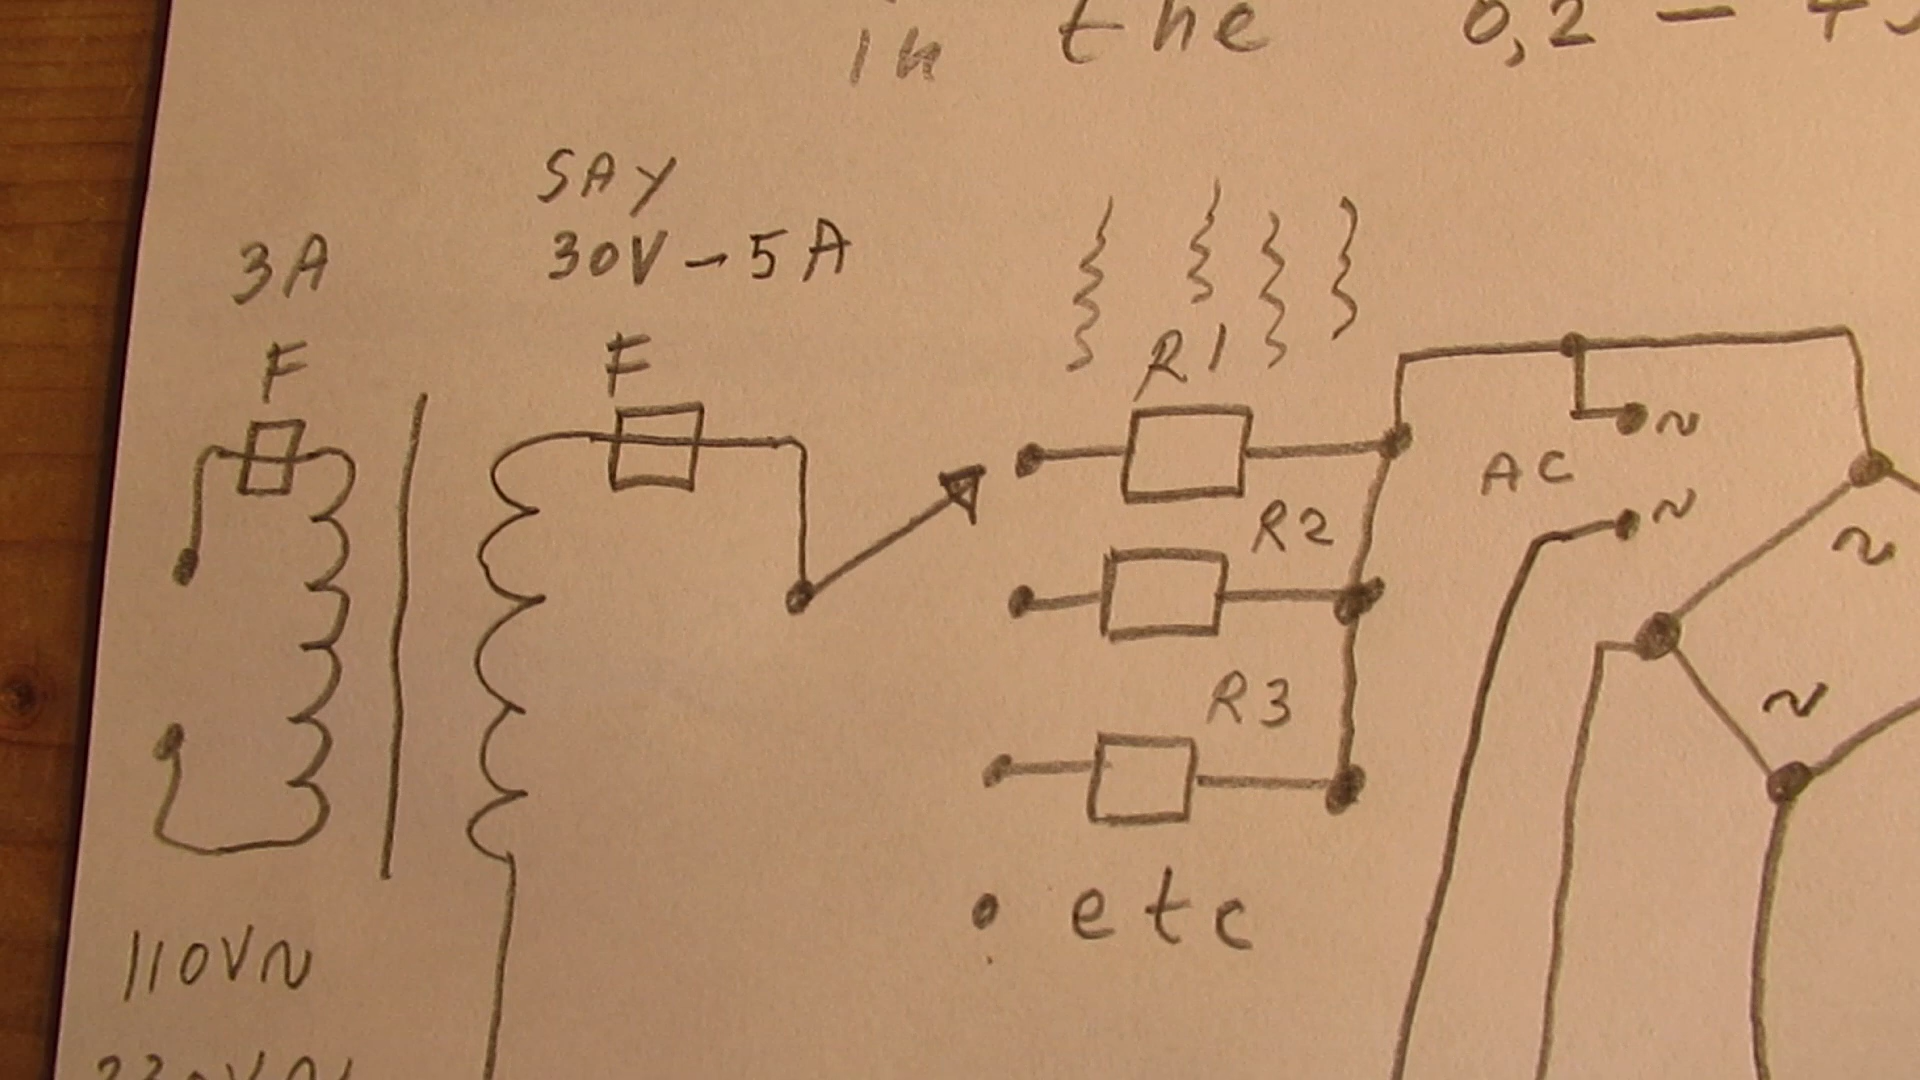 in the 0,2 –
SAY
30V – 5A
3A
F
F
R1
~
AC
R2
~
~
R3
~
• etc
110V~